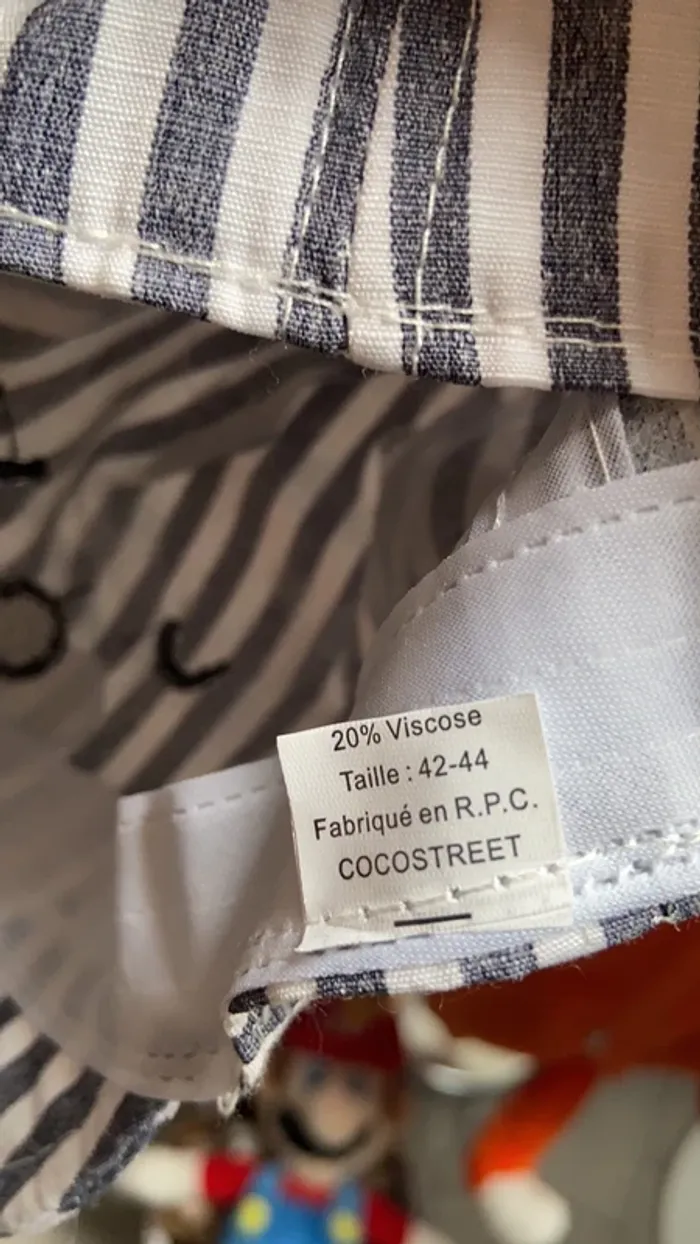 20% Viscose
Taille : 42-44
Fabriqué en R.P.C.
COCOSTREET